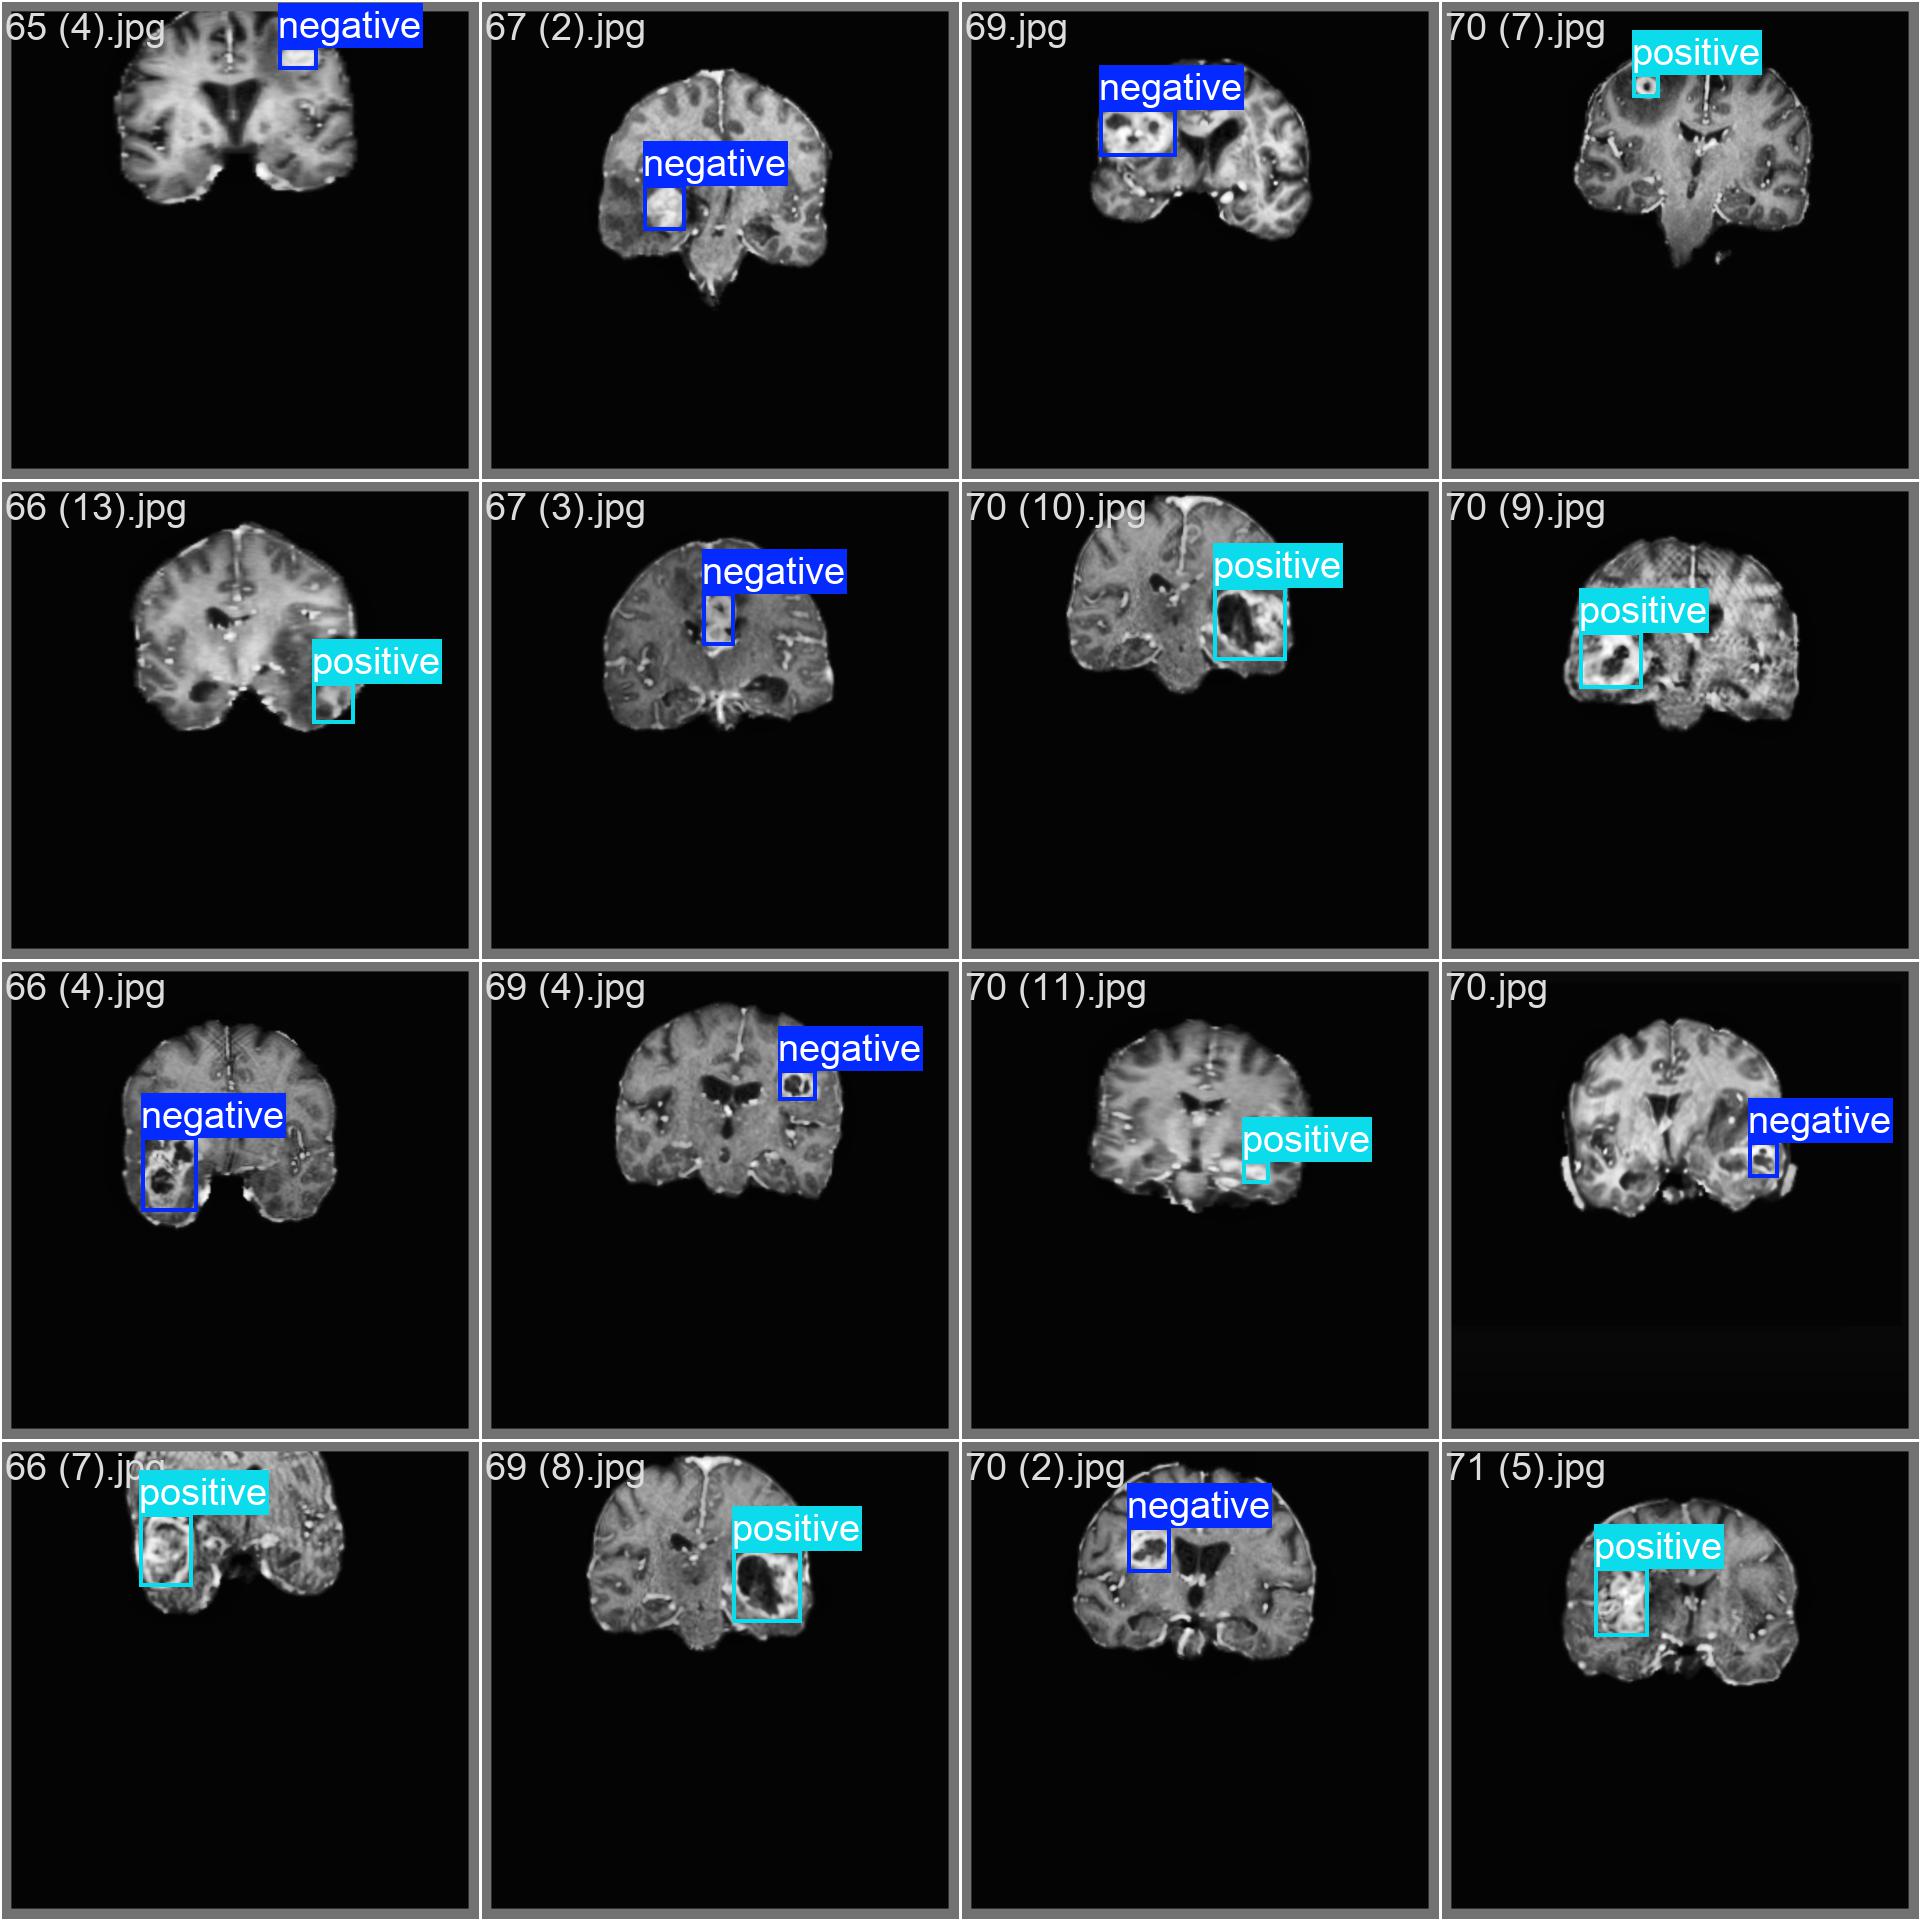 65 (4).jpg
negative
67 (2).jpg
negative
69.jpg
negative
70 (7).jpg
positive
66 (13).jpg
positive
67 (3).jpg
negative
70 (10).jpg
positive
70 (9).jpg
positive
66 (4).jpg
negative
69 (4).jpg
negative
70 (11).jpg
positive
70.jpg
negative
66 (7).jpg
positive
69 (8).jpg
positive
70 (2).jpg
negative
71 (5).jpg
positive